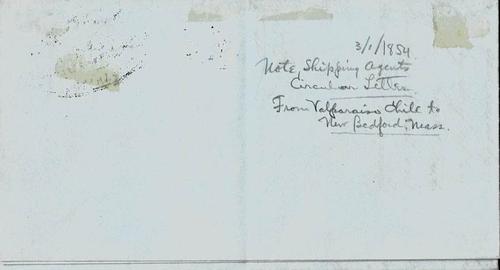 3/1/1854
Note, Shipping Agents
Circular Letter
From Valparaiso Chile to
New Bedford, Mass.